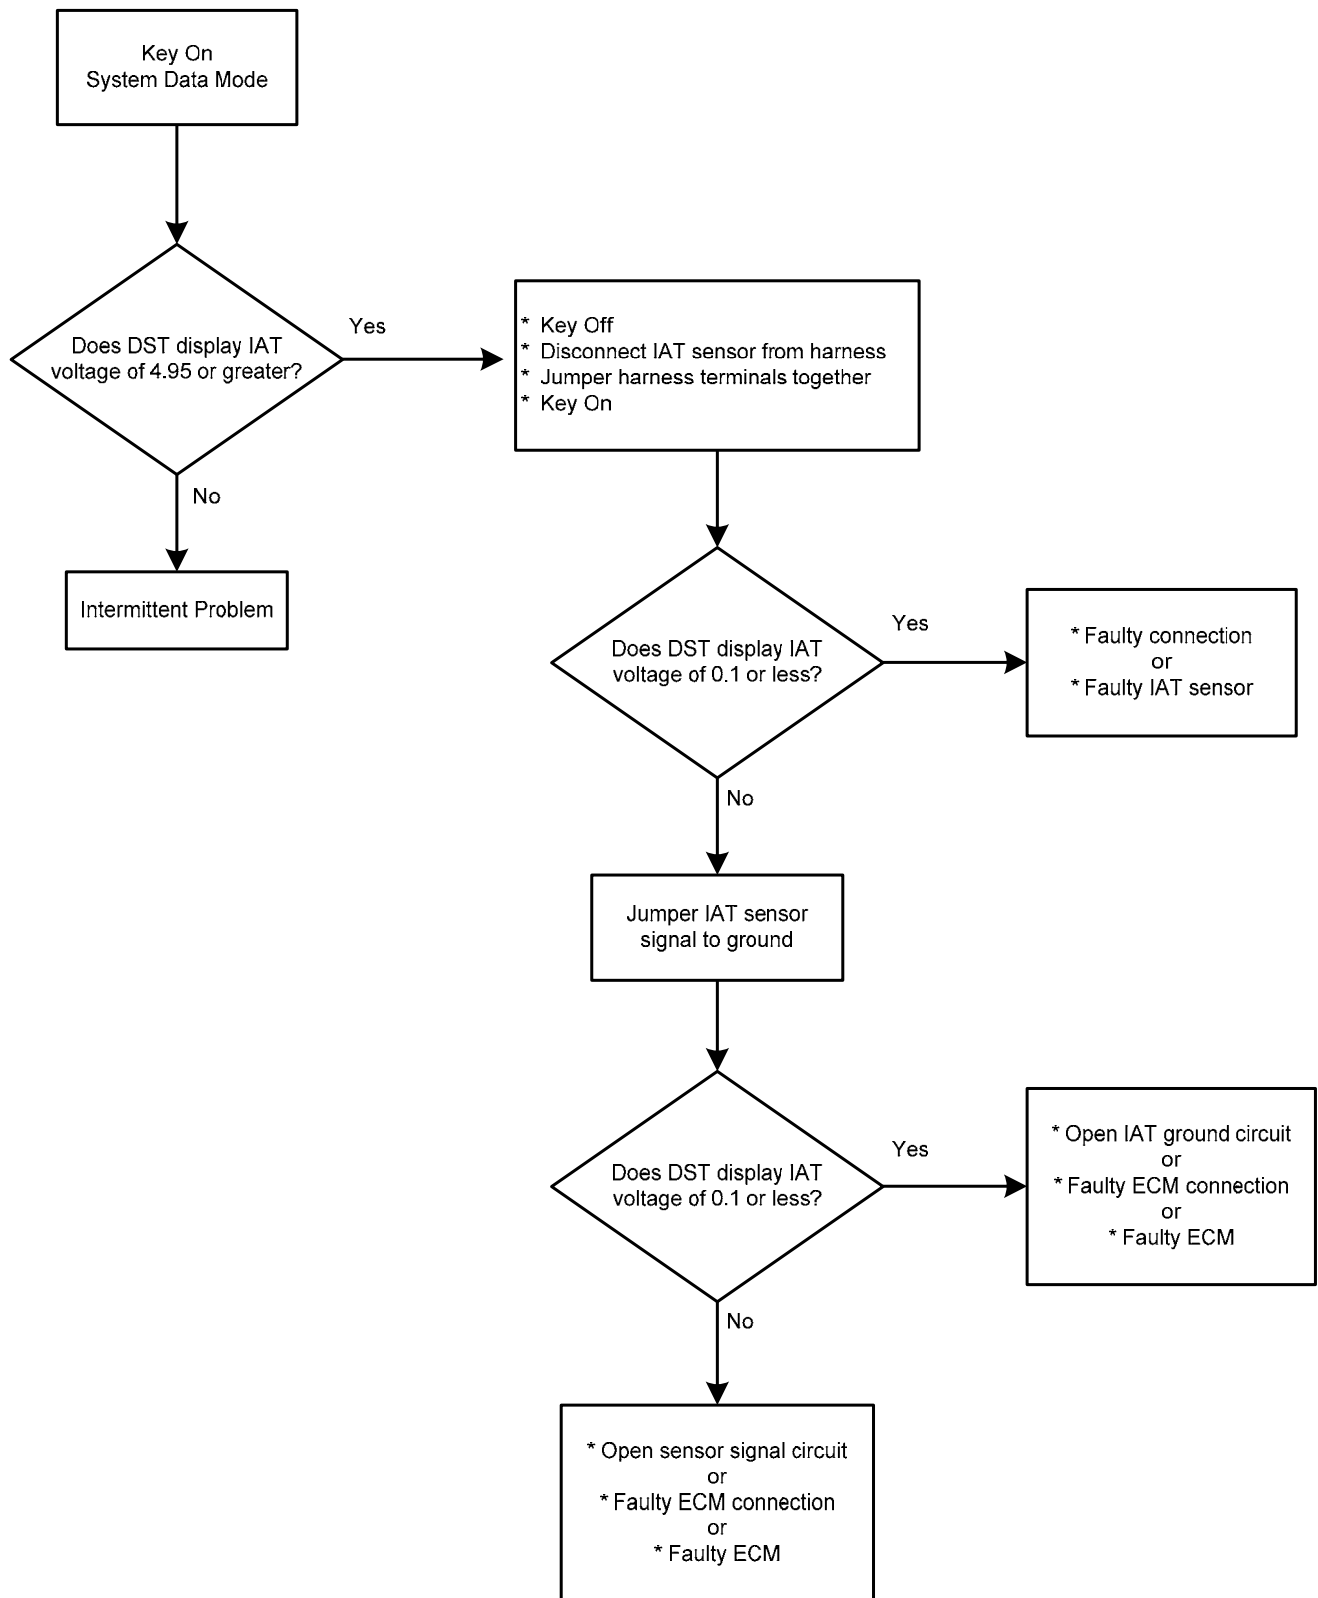 Key On
System Data Mode
Does DST display IAT
voltage of 4.95 or greater?
Yes
* Key Off
* Disconnect IAT sensor from harness
* Jumper harness terminals together
* Key On
No
Intermittent Problem
Does DST display IAT
voltage of 0.1 or less?
Yes
* Faulty connection
or
* Faulty IAT sensor
No
Jumper IAT sensor
signal to ground
Does DST display IAT
voltage of 0.1 or less?
Yes
* Open IAT ground circuit
or
* Faulty ECM connection
or
* Faulty ECM
No
* Open sensor signal circuit
or
* Faulty ECM connection
or
* Faulty ECM